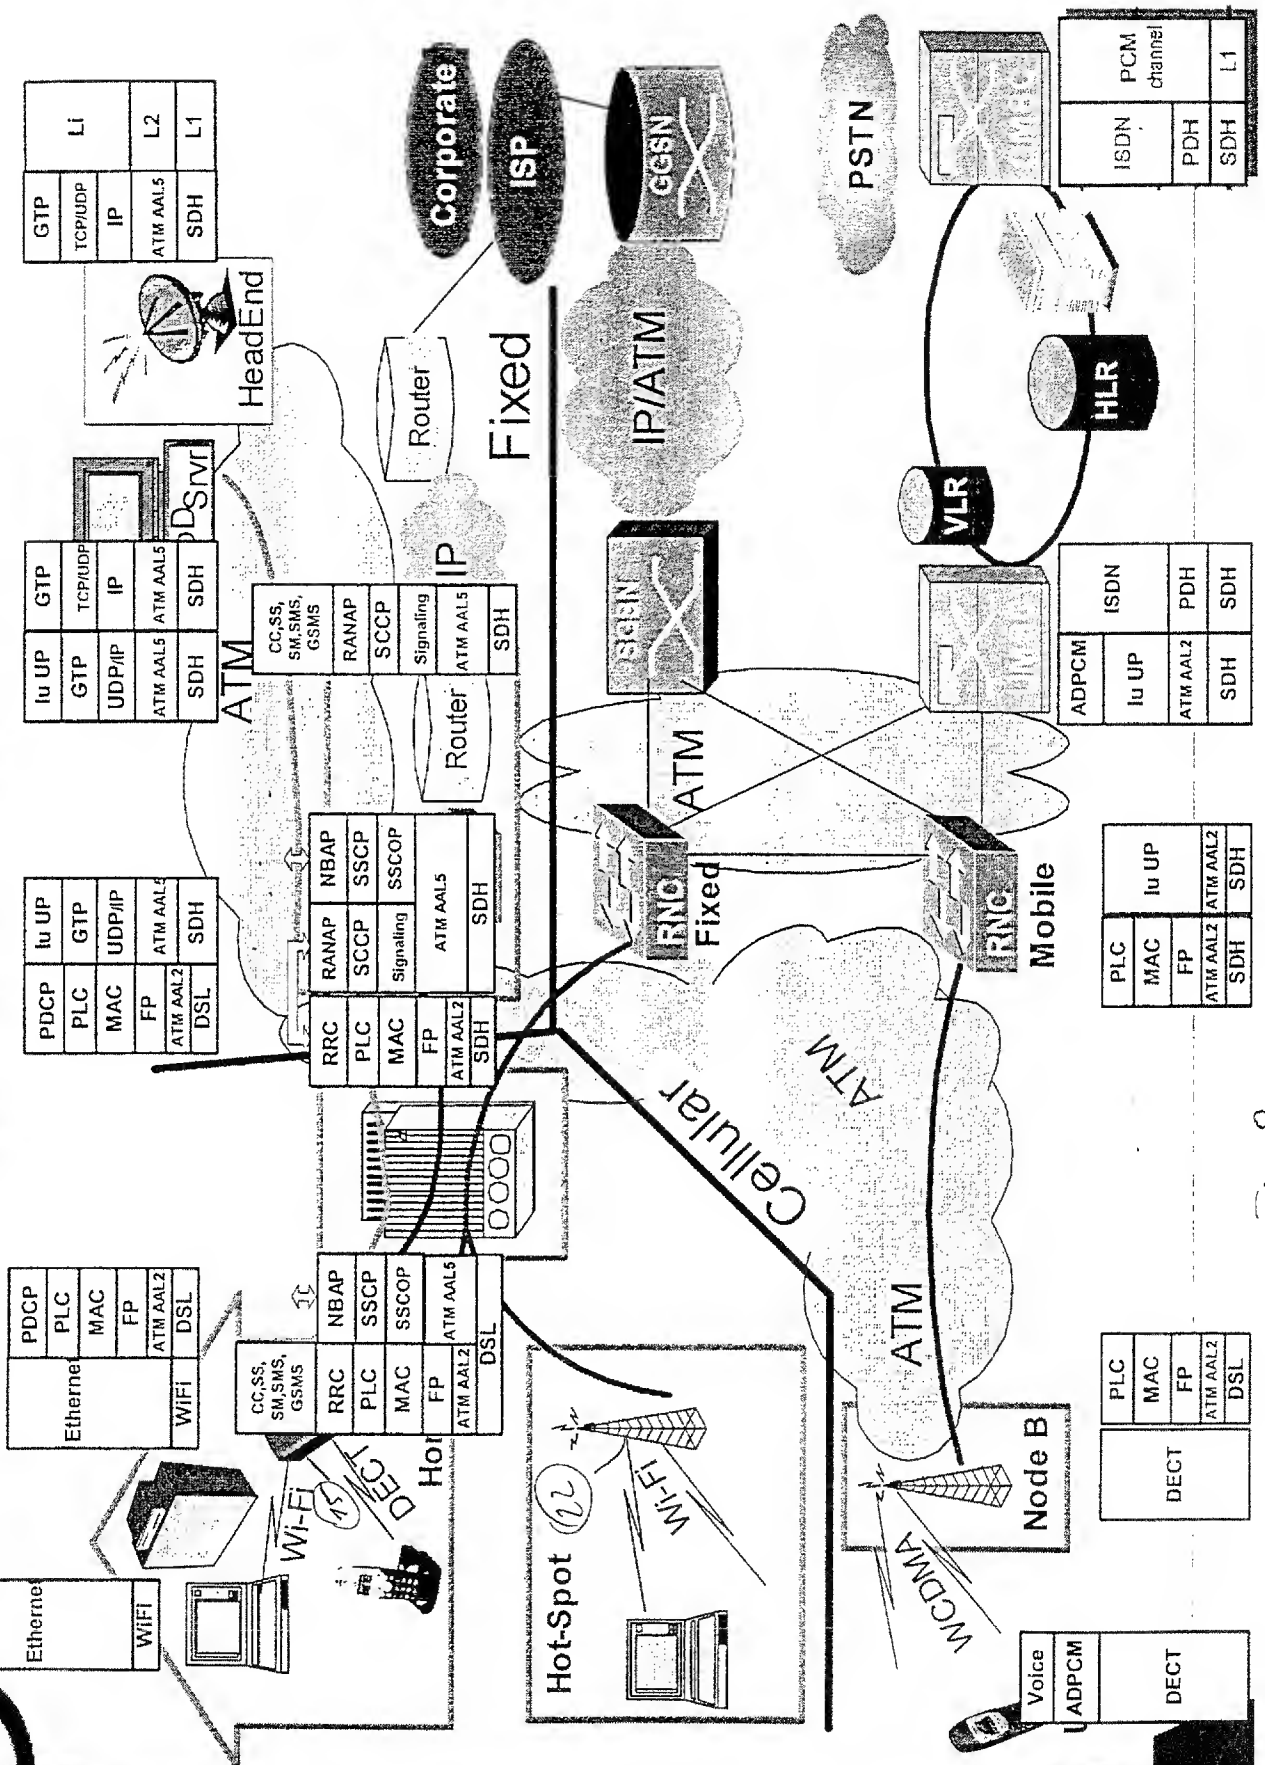 Ethernet
WiFi
Ethernet
WiFi
PDCP
PLC
MAC
FP
ATM AAL2
DSL
PDCP
PLC
MAC
FP
ATM AAL2
DSL
Iu UP
GTP
UDP/IP
ATM AAL5
SDH
Iu UP
GTP
UDP/IP
ATM AAL5
SDH
GTP
TCP/UDP
IP
ATM AAL5
SDH
GTP
TCP/UDP
IP
ATM AAL5
SDH
Li
L2
L1
Srvr
HeadEnd
ATM
CC,SS,
SM,SMS,
GSMS
RRC
PLC
MAC
FP
ATM AAL2
NBAP
SSCP
SSCOP
ATM AAL5
DSL
RRC
PLC
MAC
FP
ATM AAL2
SDH
RANAP
SCCP
Signaling
NBAP
SSCP
SSCOP
ATM AAL5
SDH
CC,SS,
SM,SMS,
GSMS
RANAP
SCCP
Signaling
ATM AAL5
SDH
Wi-Fi
15
DECT
Router
IP
Router
Corporate
ISP
Fixed
Cellular
Hot-Spot
22
Wi-Fi
RNC
Fixed
ATM
SGSN
IP/ATM
GGSN
PSTN
WCDMA
Node B
ATM
ATM
RNC
Mobile
VLR
HLR
Voice
ADPCM
DECT
DECT
PLC
MAC
FP
ATM AAL2
DSL
PLC
MAC
FP
ATM AAL2
SDH
Iu UP
ATM AAL2
SDH
ADPCM
Iu UP
ATM AAL2
SDH
ISDN
PDH
SDH
ISDN
PDH
SDH
PCM
channel
L1